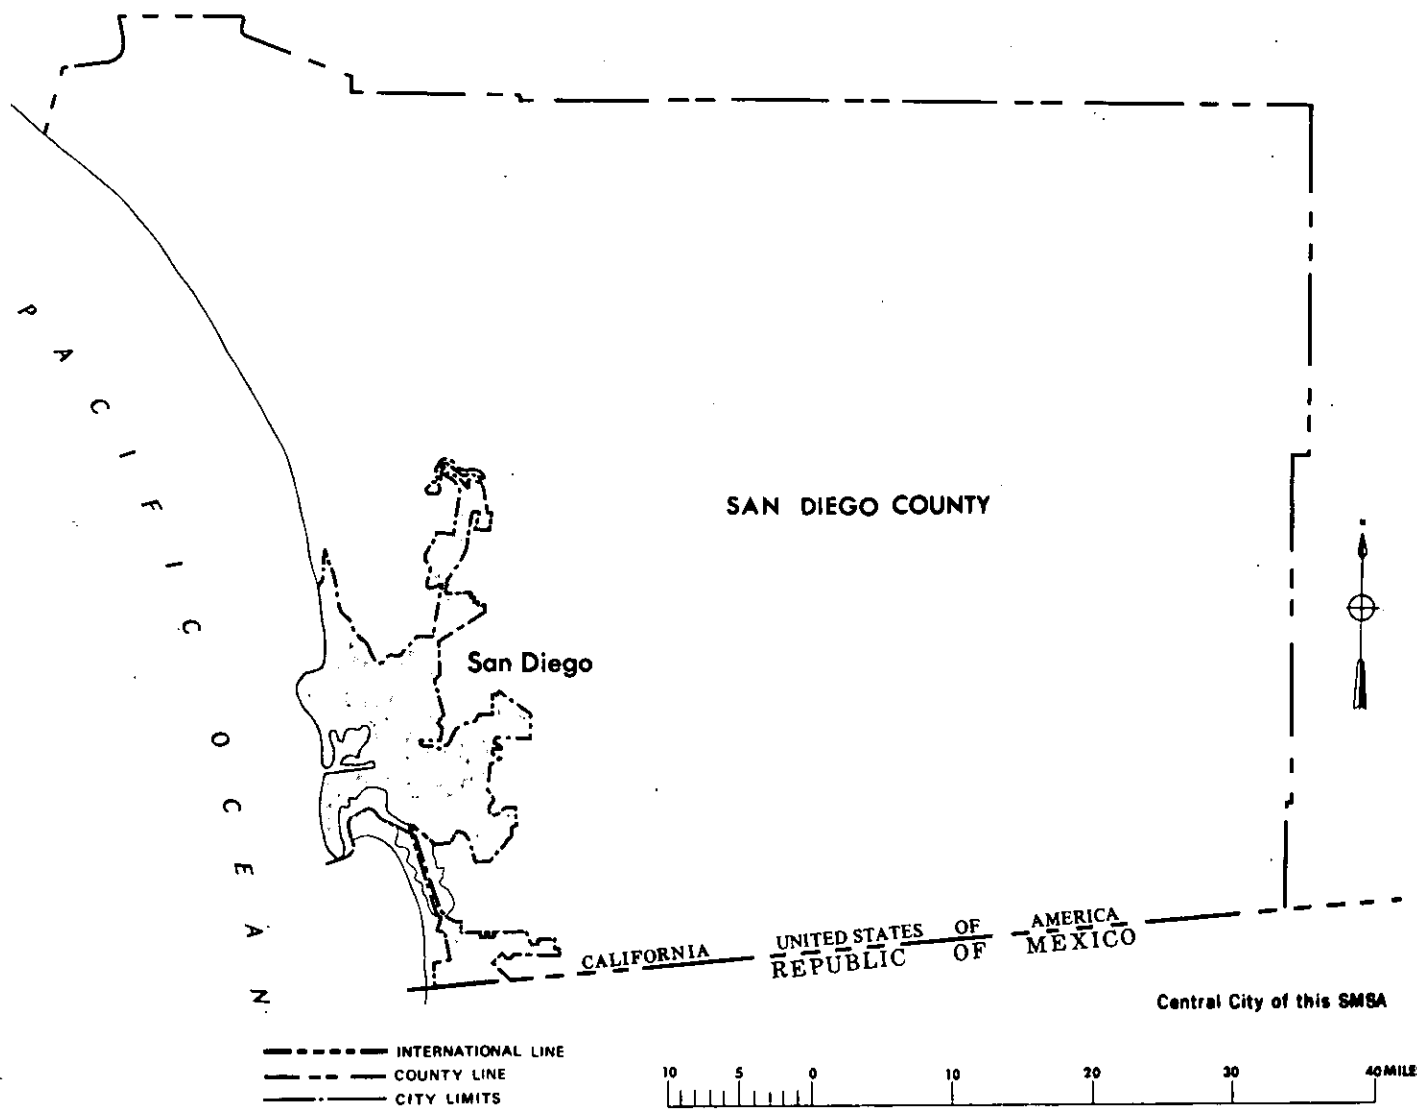 PACIFIC OCEAN
SAN DIEGO COUNTY
San Diego
CALIFORNIA UNITED STATES OF AMERICA
REPUBLIC OF MEXICO
Central City of this SMSA
INTERNATIONAL LINE
COUNTY LINE
CITY LIMITS
10 5 0 10 20 30 40 MILE